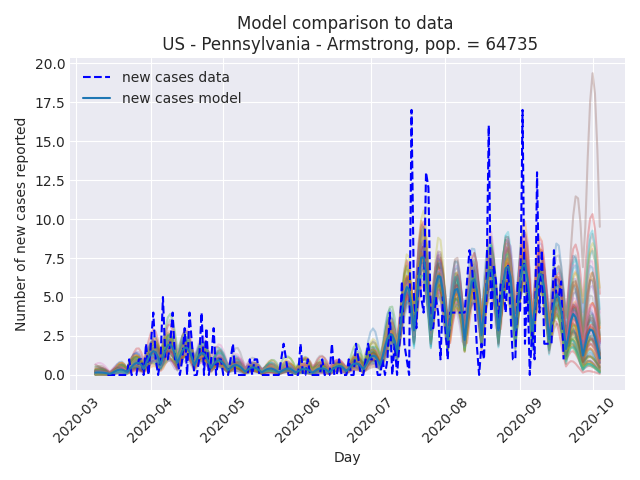 Model comparison to data
US - Pennsylvania - Armstrong, pop. = 64735
20.0
17.5
15.0
12.5
10.0
7.5
5.0
2.5
0.0
Number of new cases reported
new cases data
new cases model
2020-03
2020-04
2020-05
2020-06
2020-07
2020-08
2020-09
2020-10
Day